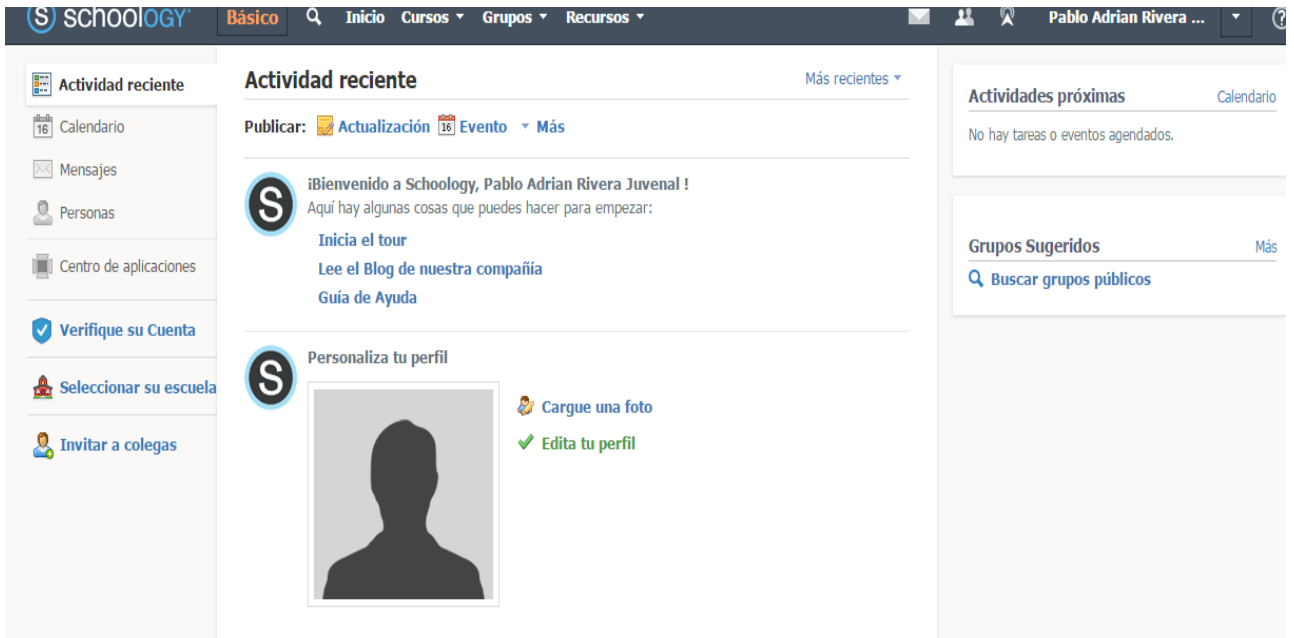 S schoology Básico Inicio Cursos Grupos Recursos Pablo Adrian Rivera ...
Actividad reciente
16 Calendario
Mensajes
Personas
Centro de aplicaciones
Verifique su Cuenta
Seleccionar su escuela
Invitar a colegas
Actividad reciente Más recientes
Publicar: Actualización 16 Evento Más
S
¡Bienvenido a Schoology, Pablo Adrian Rivera Juvenal !
Aquí hay algunas cosas que puedes hacer para empezar:
Inicia el tour
Lee el Blog de nuestra compañía
Guía de Ayuda
S
Personaliza tu perfil
Cargue una foto
Edita tu perfil
Actividades próximas Calendario
No hay tareas o eventos agendados.
Grupos Sugeridos Más
Buscar grupos públicos